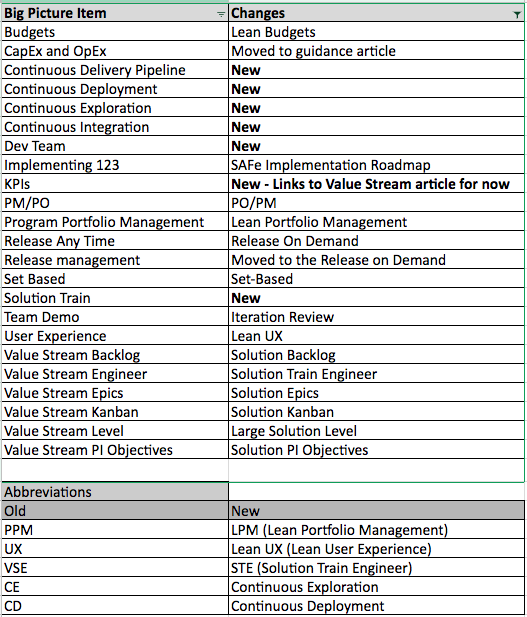 Big Picture Item Changes
Budgets Lean Budgets
CapEx and OpEx Moved to guidance article
Continuous Delivery Pipeline New
Continuous Deployment New
Continuous Exploration New
Continuous Integration New
Dev Team New
Implementing 123 SAFe Implementation Roadmap
KPIs New - Links to Value Stream article for now
PM/PO PO/PM
Program Portfolio Management Lean Portfolio Management
Release Any Time Release On Demand
Release management Moved to the Release on Demand
Set Based Set-Based
Solution Train New
Team Demo Iteration Review
User Experience Lean UX
Value Stream Backlog Solution Backlog
Value Stream Engineer Solution Train Engineer
Value Stream Epics Solution Epics
Value Stream Kanban Solution Kanban
Value Stream Level Large Solution Level
Value Stream PI Objectives Solution PI Objectives
Abbreviations
Old New
PPM LPM (Lean Portfolio Management)
UX Lean UX (Lean User Experience)
VSE STE (Solution Train Engineer)
CE Continuous Exploration
CD Continuous Deployment